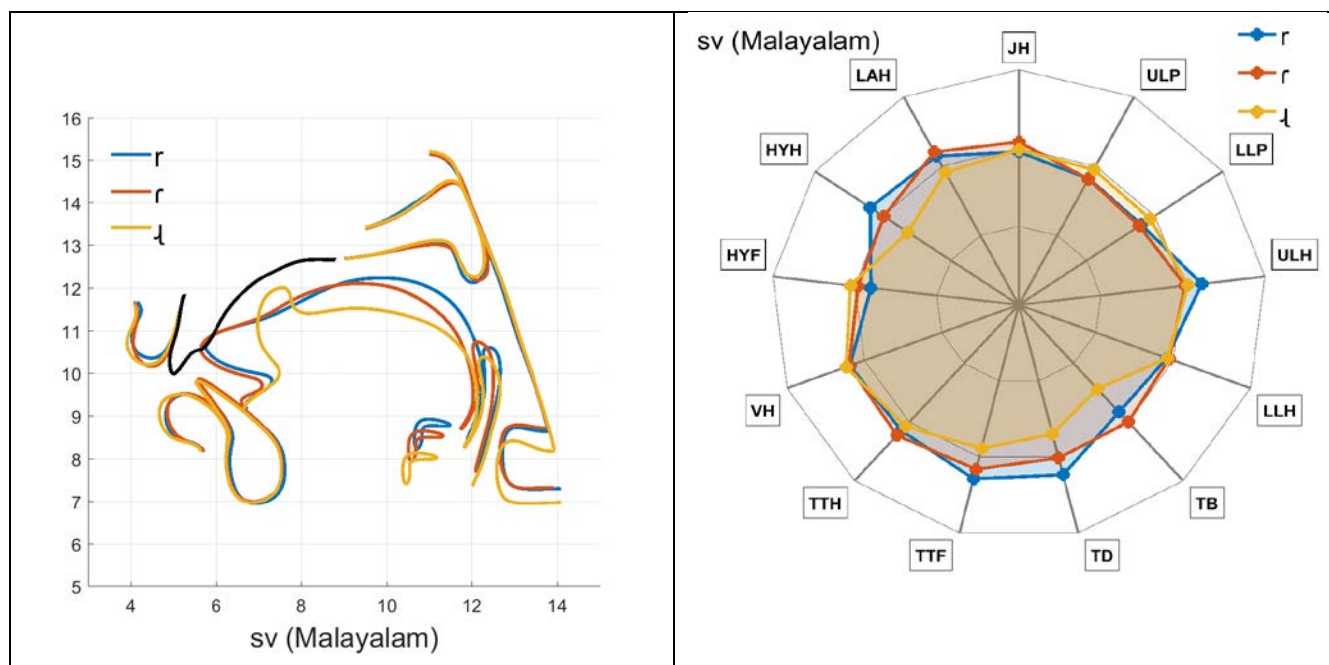 16
15
14
13
12
11
10
9
8
7
6
5
r
ɾ
ɻ
4 6 8 10 12 14
sv (Malayalam)
sv (Malayalam)
r
ɾ
ɻ
JH
ULP
LLP
ULH
LLH
TB
TD
TTF
TTH
VH
HYF
HYH
LAH